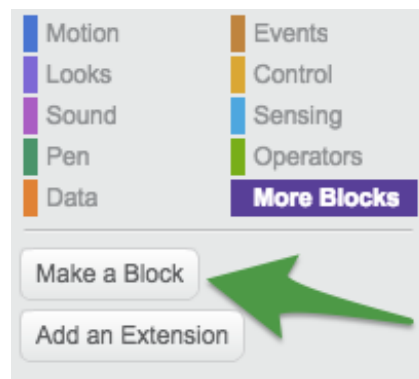 Motion Events
Looks Control
Sound Sensing
Pen Operators
Data More Blocks
Make a Block
Add an Extension